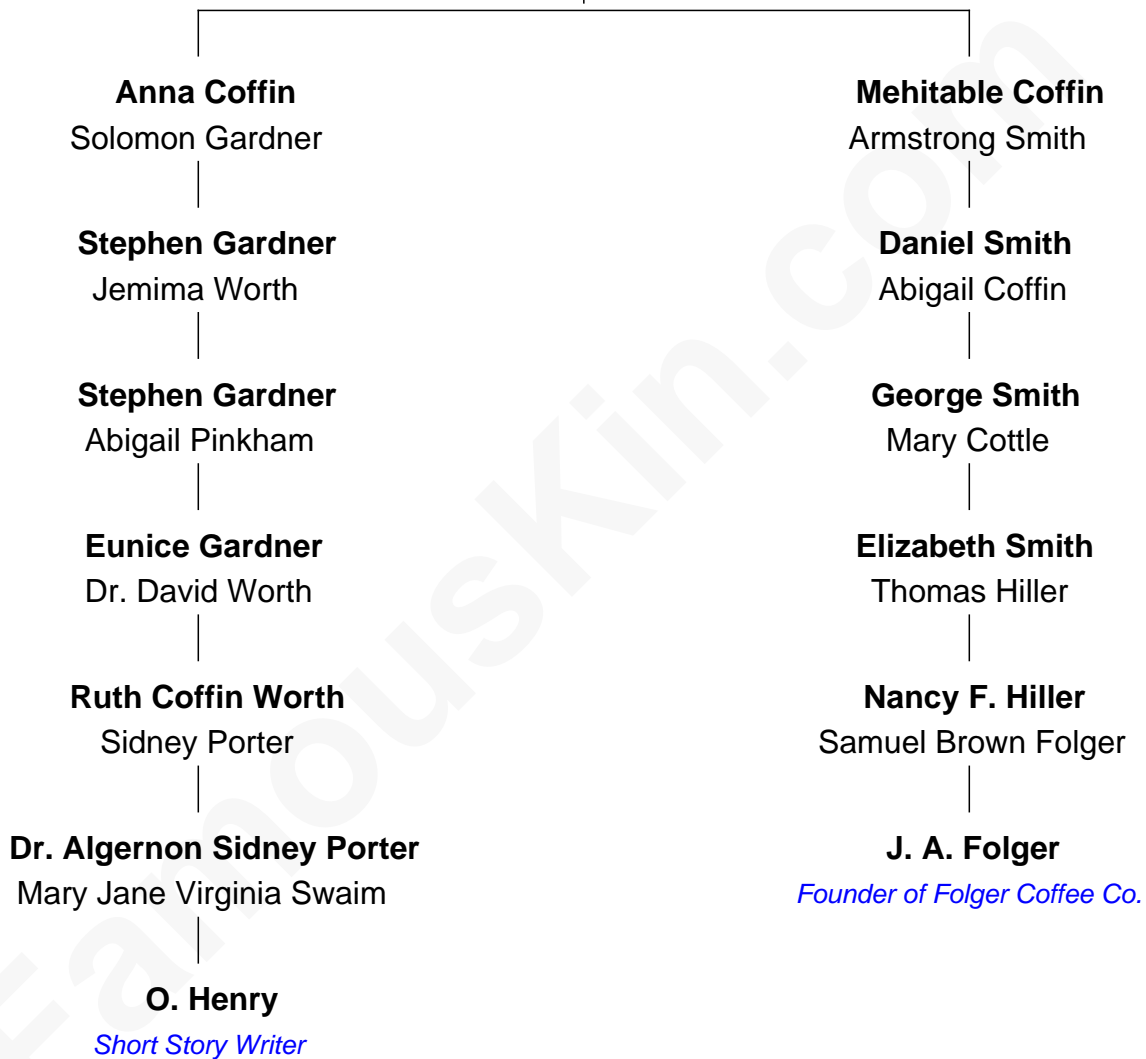 Anna Coffin
Solomon Gardner
Stephen Gardner
Jemima Worth
Stephen Gardner
Abigail Pinkham
Eunice Gardner
Dr. David Worth
Ruth Coffin Worth
Sidney Porter
Dr. Algernon Sidney Porter
Mary Jane Virginia Swaim
O. Henry
Short Story Writer
Mehitable Coffin
Armstrong Smith
Daniel Smith
Abigail Coffin
George Smith
Mary Cottle
Elizabeth Smith
Thomas Hiller
Nancy F. Hiller
Samuel Brown Folger
J. A. Folger
Founder of Folger Coffee Co.
FamousKin.com